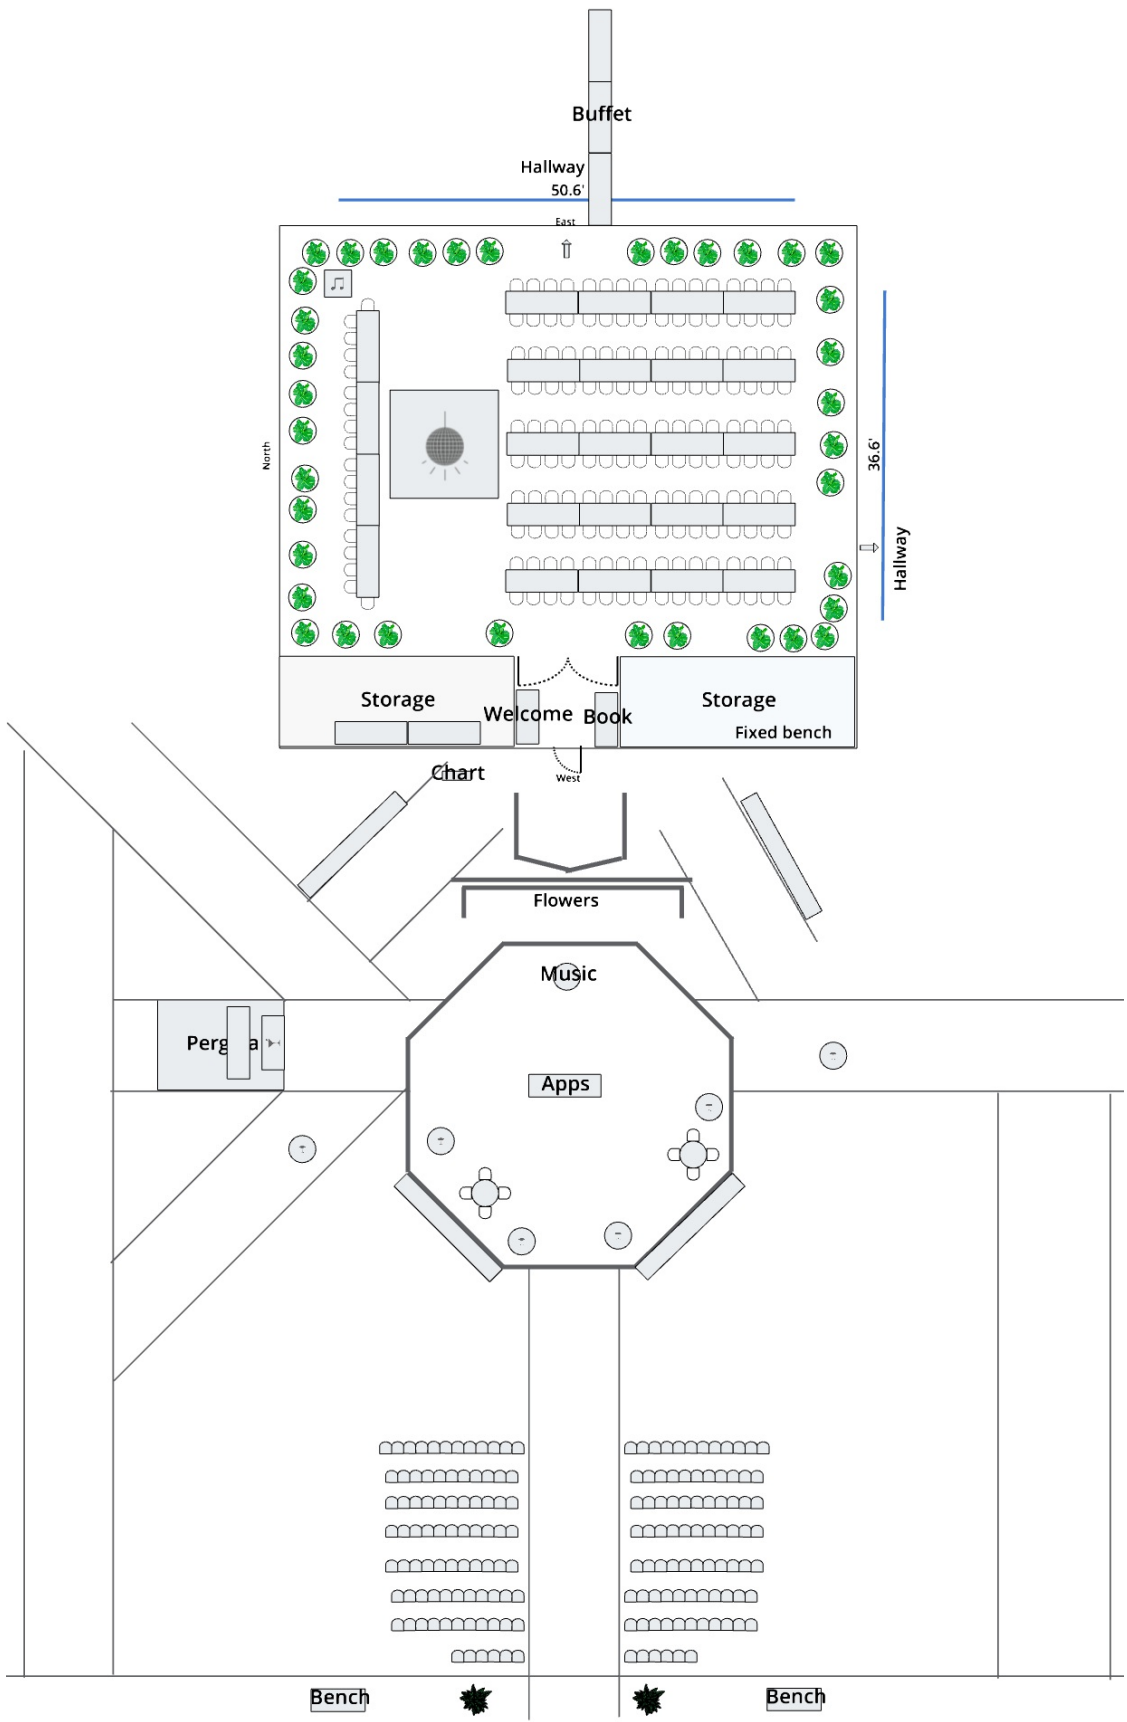 Buffet
Hallway
50.6'
East
North
36.6'
Hallway
Storage
Welcome
Book
Storage
Fixed bench
Chart
West
Flowers
Music
Apps
Bench
Bench